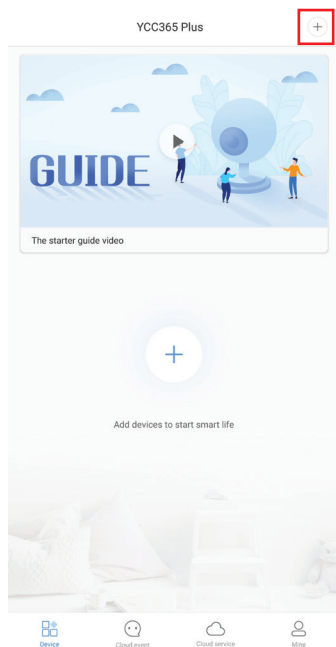 YCC365 Plus
GUIDE
The starter guide video
Add devices to start smart life
Device
Cloud event
Cloud service
Mine